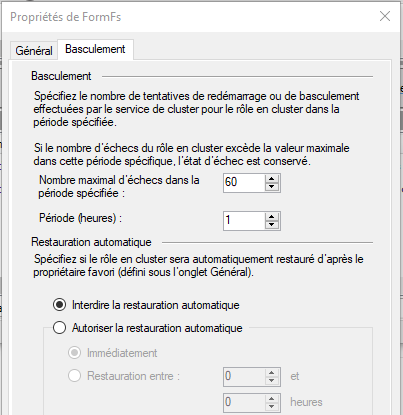 Propriétés de FormFs
Général
Basculement
Basculement
Spécifiez le nombre de tentatives de redémarrage ou de basculement
effectuées par le service de cluster pour le rôle en cluster dans la
période spécifiée.
Si le nombre d'échecs du rôle en cluster excède la valeur maximale
dans cette période spécifique, l'état d'échec est conservé.
Nombre maximal d'échecs dans la
période spécifiée :
60
Période (heures) :
1
Restauration automatique
Spécifiez si le rôle en cluster sera automatiquement restauré d'après le
propriétaire favori (défini sous l'onglet Général).
Interdire la restauration automatique
Autoriser la restauration automatique
Immédiatement
Restauration entre :
0
et
0
heures